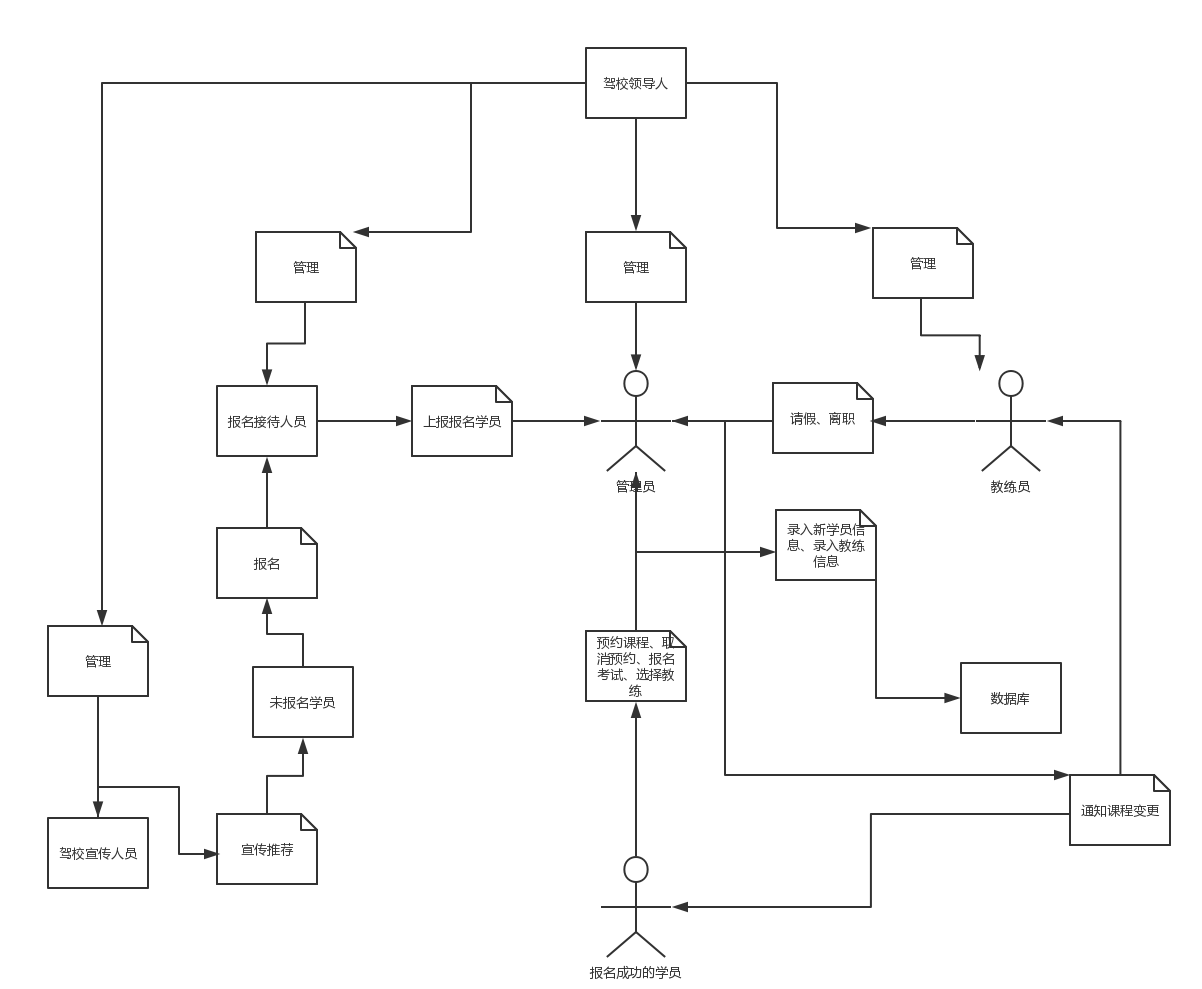 驾校领导人
管理
管理
管理
报名接待人员
上报报名学员
请假、离职
管理员
教练员
录入新学员信
息、录入教练
信息
报名
预约课程、取
消预约、报名
考试、选择教
练
管理
未报名学员
数据库
通知课程变更
驾校宣传人员
宣传推荐
报名成功的学员